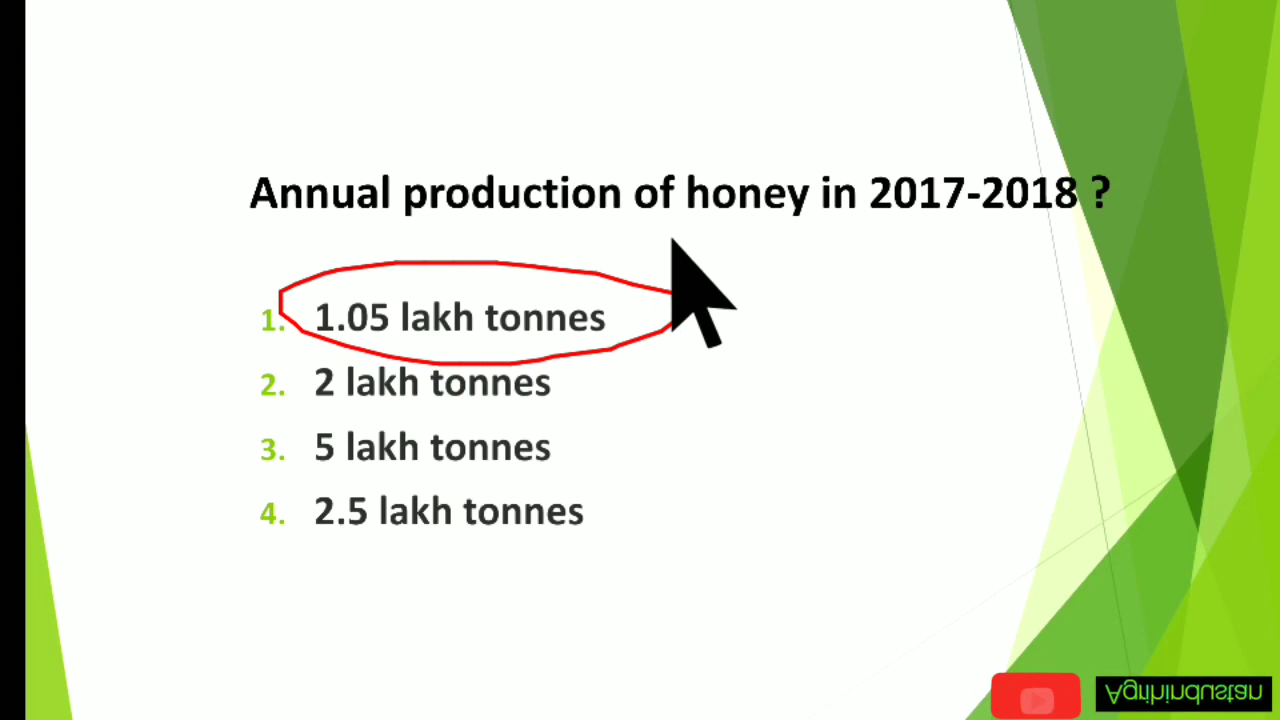 Annual production of honey in 2017-2018 ?
1. 1.05 lakh tonnes
2. 2 lakh tonnes
3. 5 lakh tonnes
4. 2.5 lakh tonnes
Agrihindustan